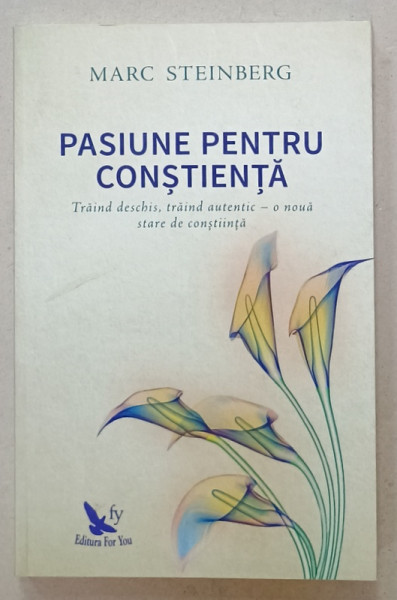 MARC STEINBERG
PASIUNE PENTRU
CONȘTIENȚĂ
Trăind deschis, trăind autentic – o nouă
stare de conștiință
fy
Editura For You